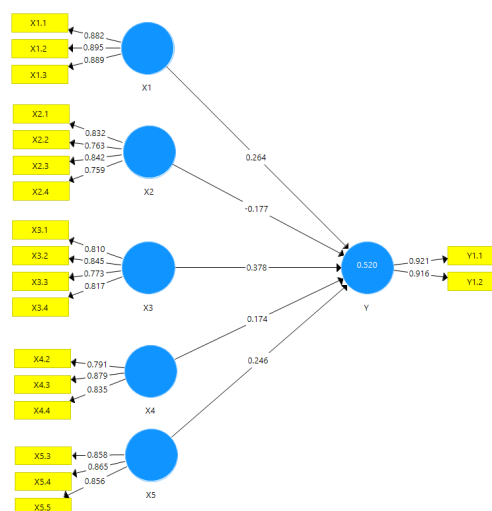 X1.1
0.882
X1.2
0.895
0.889
X1.3
X1
X2.1
0.832
X2.2
0.763
X2.3
0.842
0.759
X2.4
X2
0.264
-0.177
X3.1
0.810
X3.2
0.845
X3.3
0.773
0.817
X3.4
X3
0.378
0.520
Y
0.921
Y1.1
0.916
Y1.2
0.174
0.246
X4.2
0.791
X4.3
0.879
0.835
X4.4
X4
X5.3
0.858
0.865
X5.4
0.856
X5.5
X5